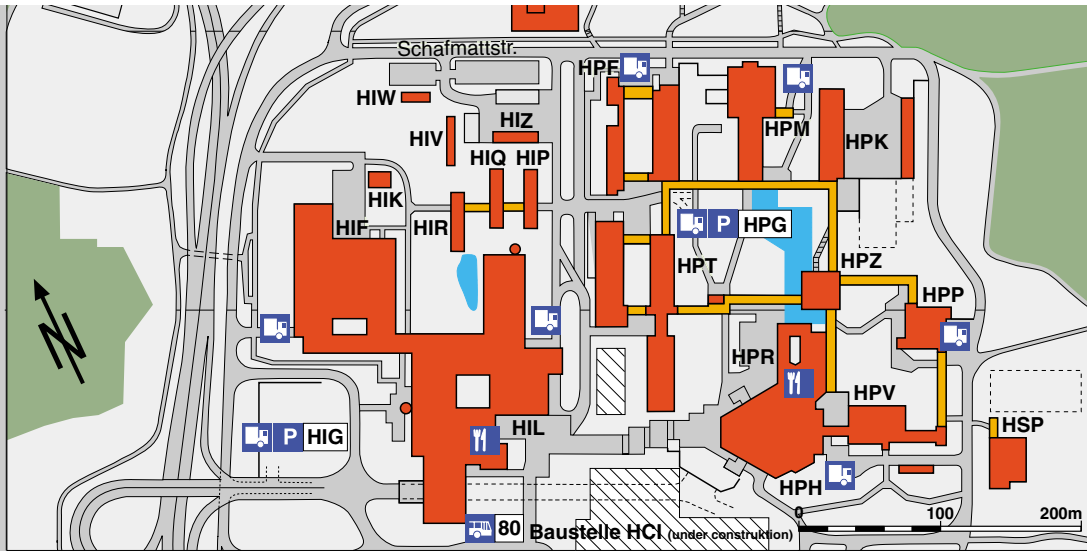 Schafmattstr.
HPF
HIW
HIZ
HIV
HPM
HPK
HIQ HIP
HIK
HIF
HIR
P HPG
HPT
HPZ
HPP
HPR
HPV
HIL
HSP
P HIG
HPH
80 Baustelle HCI (under construktion)
0 100 200m
N